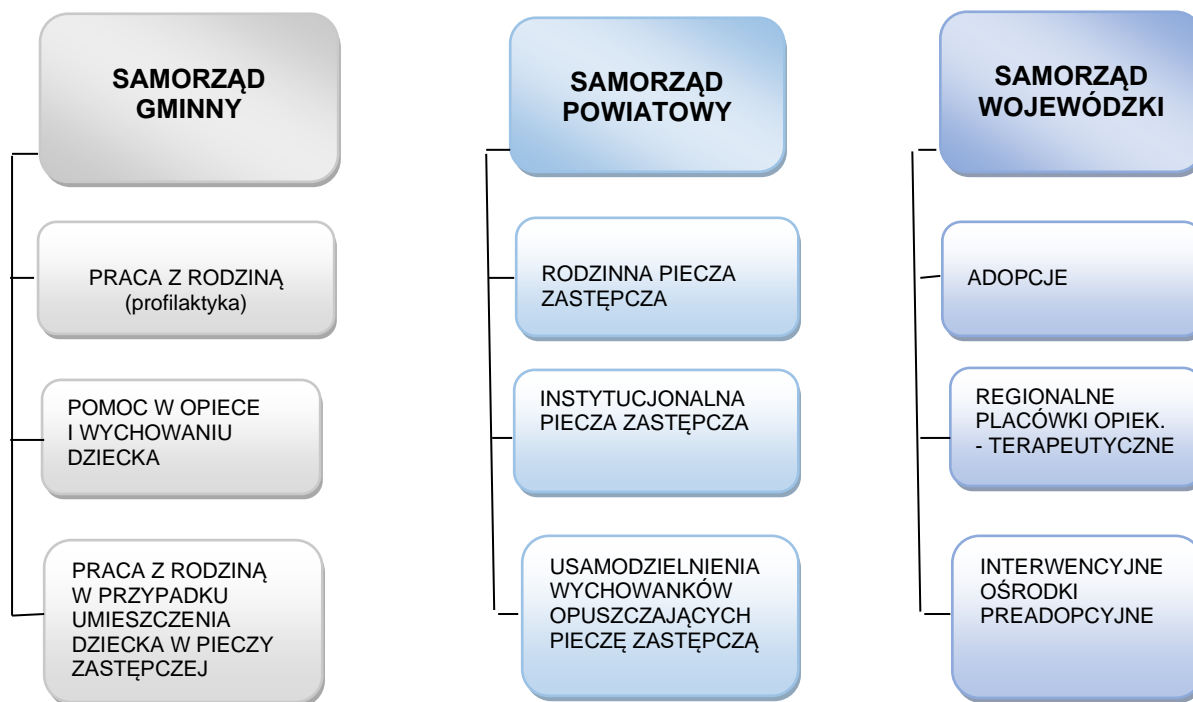 SAMORZĄD
GMINNY
PRACA Z RODZINĄ
(profilaktyka)
POMOC W OPIECE
I WYCHOWANIU
DZIECKA
PRACA Z RODZINĄ
W PRZYPADKU
UMIESZCZENIA
DZIECKA W PIECZY
ZASTĘPCZEJ
SAMORZĄD
POWIATOWY
RODZINNA PIECZA
ZASTĘPCZA
INSTYTUCJONALNA
PIECZA ZASTĘPCZA
USAMODZIELNIENIA
WYCHOWANKÓW
OPUSZCZAJĄCYCH
PIECZĘ ZASTĘPCZĄ
SAMORZĄD
WOJEWÓDZKI
ADOPCJE
REGIONALNE
PLACÓWKI OPIEK.
- TERAPEUTYCZNE
INTERWENCYJNE
OŚRODKI
PREADOPCYJNE